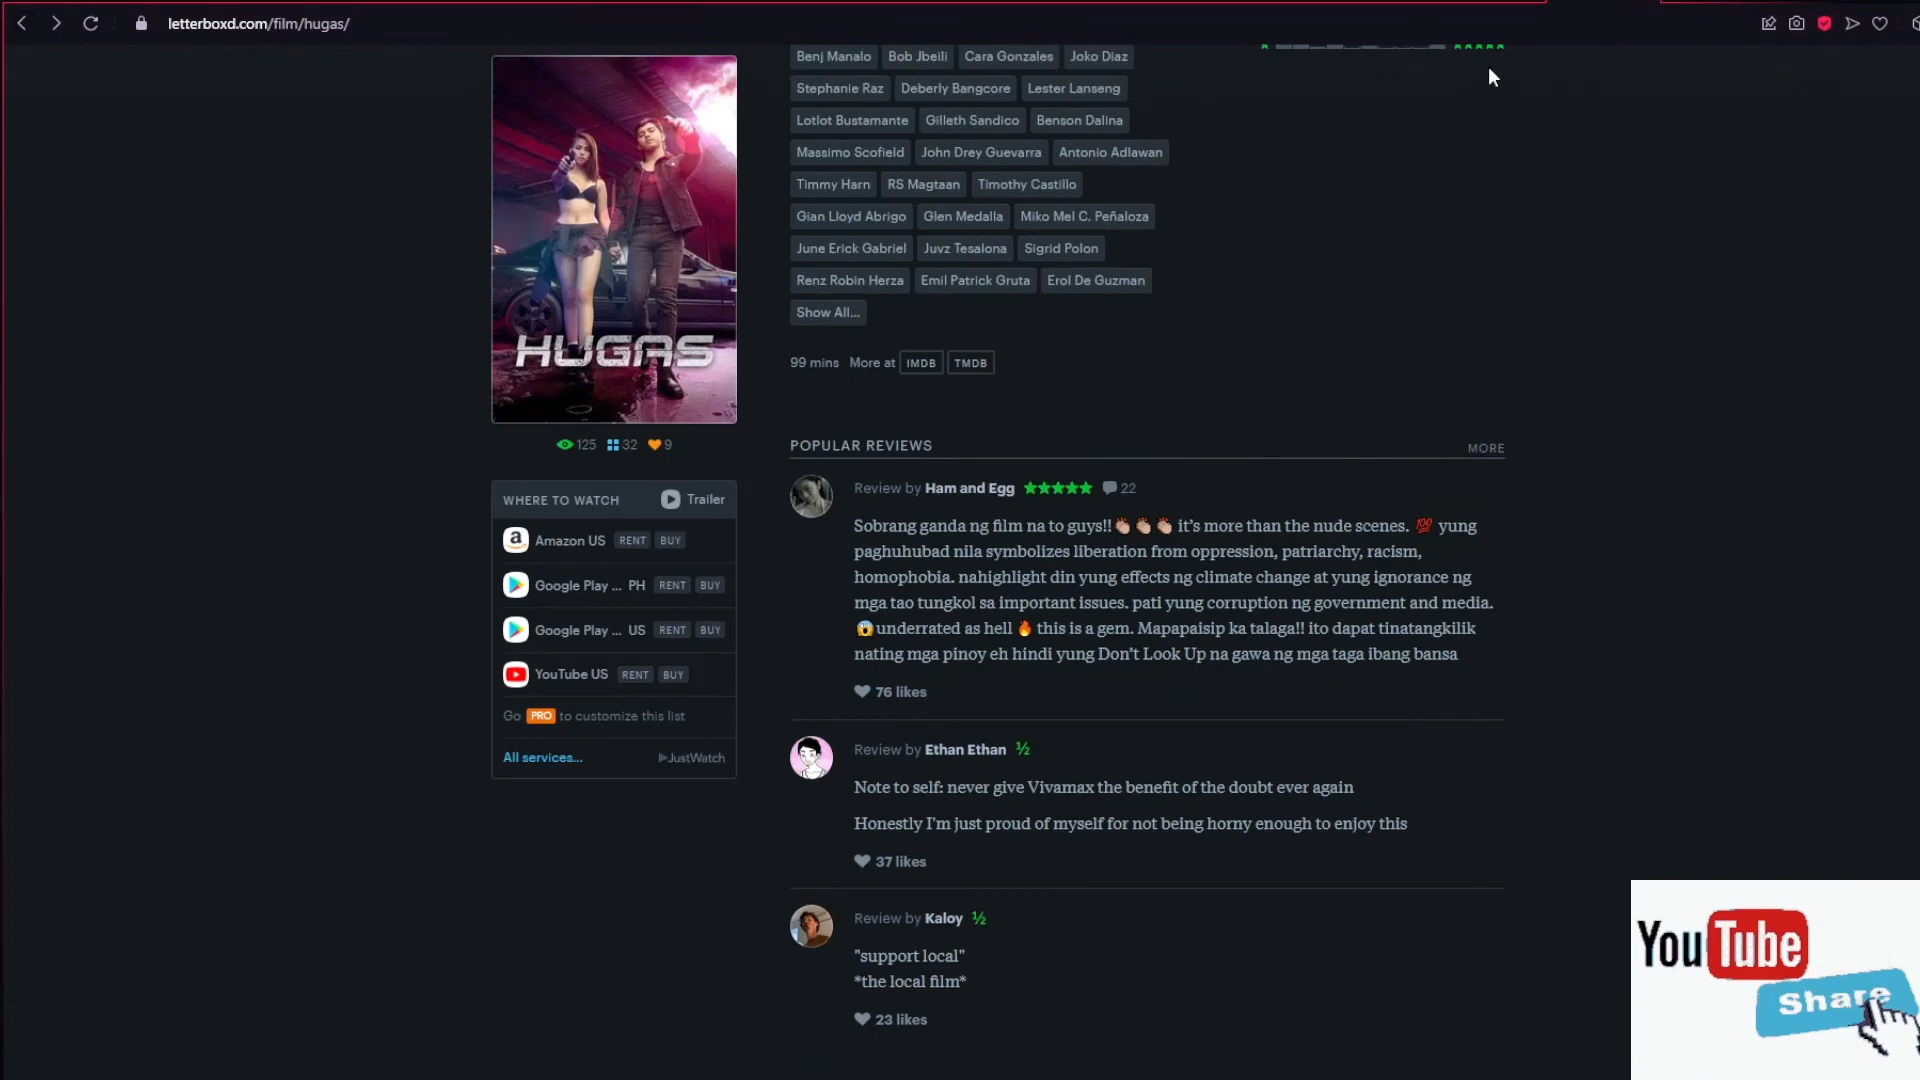 letterboxd.com/film/hugas/
Benj Manalo Bob Jbeili Cara Gonzales Joko Diaz
Stephanie Raz Deberly Bangcore Lester Lanseng
Lotlot Bustamante Gilleth Sandico Benson Dalina
Massimo Scofield John Drey Guevarra Antonio Adlawan
Timmy Harn RS Magtaan Timothy Castillo
Gian Lloyd Abrigo Glen Medalla Miko Mel C. Peñaloza
June Erick Gabriel Juvz Tesalona Sigrid Polon
Renz Robin Herza Emil Patrick Gruta Erol De Guzman
Show All...
99 mins More at IMDB TMDB
HUGAS
125 32 9
WHERE TO WATCH Trailer
Amazon US RENT BUY
Google Play ... PH RENT BUY
Google Play ... US RENT BUY
YouTube US RENT BUY
Go PRO to customize this list
All services... JustWatch
POPULAR REVIEWS MORE
Review by Ham and Egg ★★★★★ 22
Sobrang ganda ng film na to guys!!👏🏻👏🏻👏🏻 it's more than the nude scenes. 💯 yung
paghuhubad nila symbolizes liberation from oppression, patriarchy, racism,
homophobia. nahighlight din yung effects ng climate change at yung ignorance ng
mga tao tungkol sa important issues. pati yung corruption ng government and media.
😱underrated as hell 🔥 this is a gem. Mapapaisip ka talaga!! ito dapat tinatangkilik
nating mga pinoy eh hindi yung Don't Look Up na gawa ng mga taga ibang bansa
76 likes
Review by Ethan Ethan ½
Note to self: never give Vivamax the benefit of the doubt ever again
Honestly I'm just proud of myself for not being horny enough to enjoy this
37 likes
Review by Kaloy ½
"support local"
*the local film*
23 likes
YouTube
Share